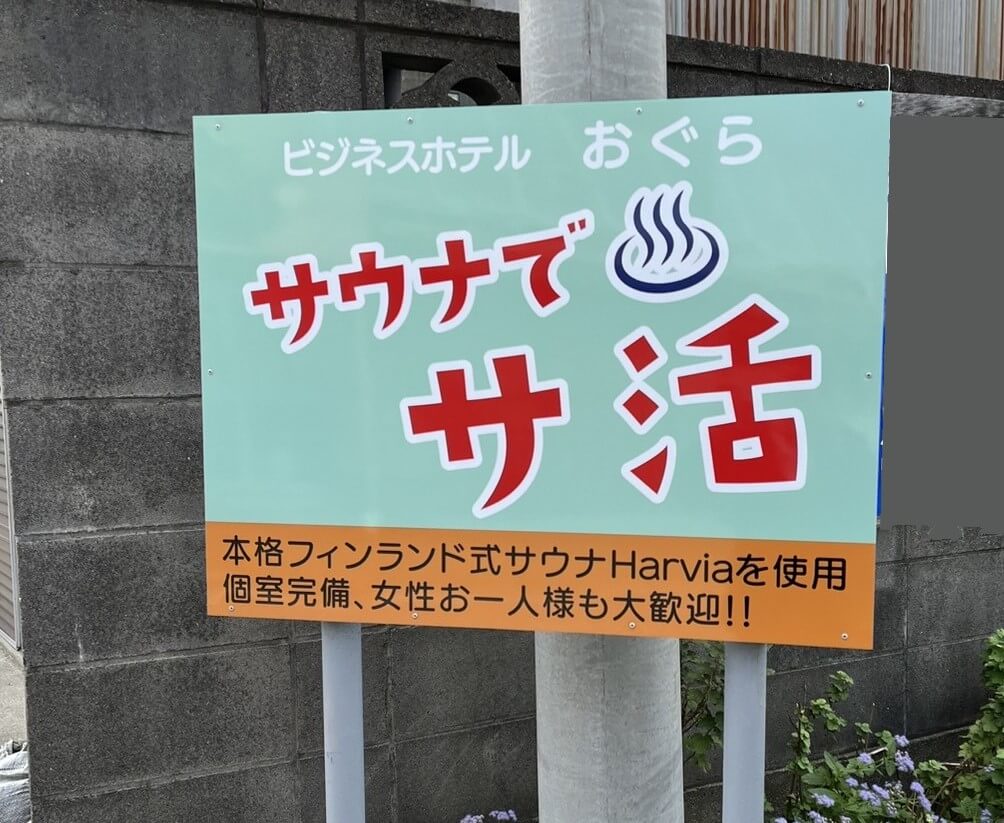 ビジネスホテル おぐら
サウナで
サ活
本格フィンランド式サウナHarviaを使用
個室完備、女性お一人様も大歓迎!!